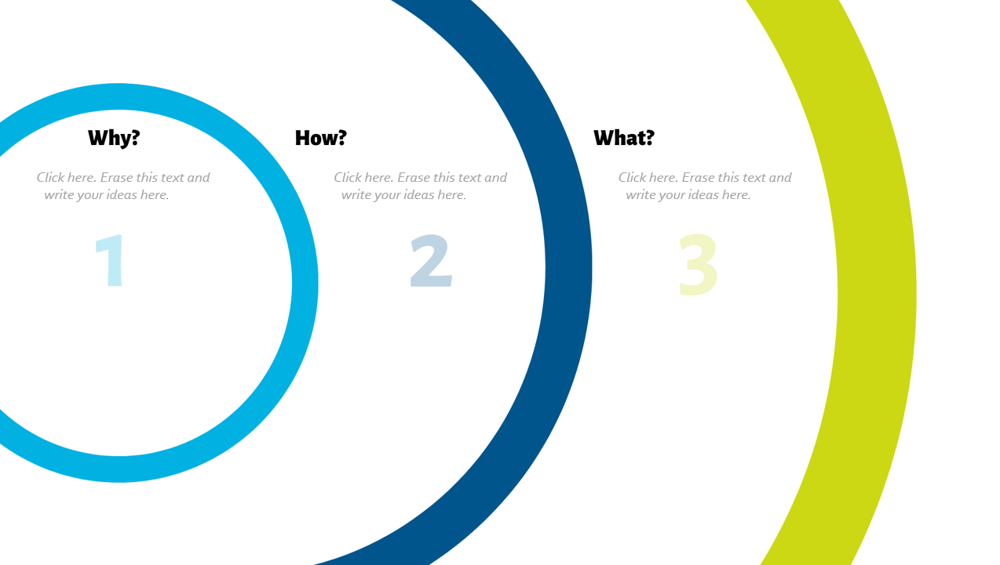 Why?
Click here. Erase this text and
write your ideas here.
1
How?
Click here. Erase this text and
write your ideas here.
2
What?
Click here. Erase this text and
write your ideas here.
3